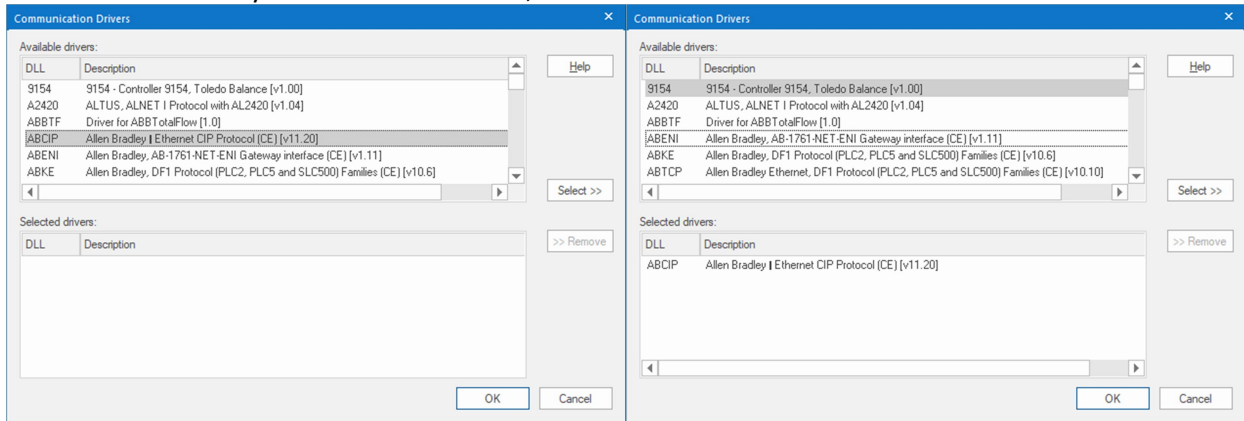 Communication Drivers
Available drivers:
DLL Description
9154 9154 - Controller 9154, Toledo Balance [v1.00]
A2420 ALTUS, ALNET I Protocol with AL2420 [v1.04]
ABBTF Driver for ABBTotalFlow [1.0]
ABCIP Allen Bradley | Ethernet CIP Protocol (CE) [v11.20]
ABENI Allen Bradley, AB-1761-NET-ENI Gateway interface (CE) [v1.11]
ABKE Allen Bradley, DF1 Protocol (PLC2, PLC5 and SLC500) Families (CE) [v10.6]
Help
Select >>
Selected drivers:
DLL Description
>> Remove
OK Cancel
Communication Drivers
Available drivers:
DLL Description
9154 9154 - Controller 9154, Toledo Balance [v1.00]
A2420 ALTUS, ALNET I Protocol with AL2420 [v1.04]
ABBTF Driver for ABBTotalFlow [1.0]
ABENI Allen Bradley, AB-1761-NET-ENI Gateway interface (CE) [v1.11]
ABKE Allen Bradley, DF1 Protocol (PLC2, PLC5 and SLC500) Families (CE) [v10.6]
ABTCP Allen Bradley Ethernet, DF1 Protocol (PLC2, PLC5 and SLC500) Families (CE) [v10.10]
Help
Select >>
Selected drivers:
DLL Description
ABCIP Allen Bradley | Ethernet CIP Protocol (CE) [v11.20]
>> Remove
OK Cancel